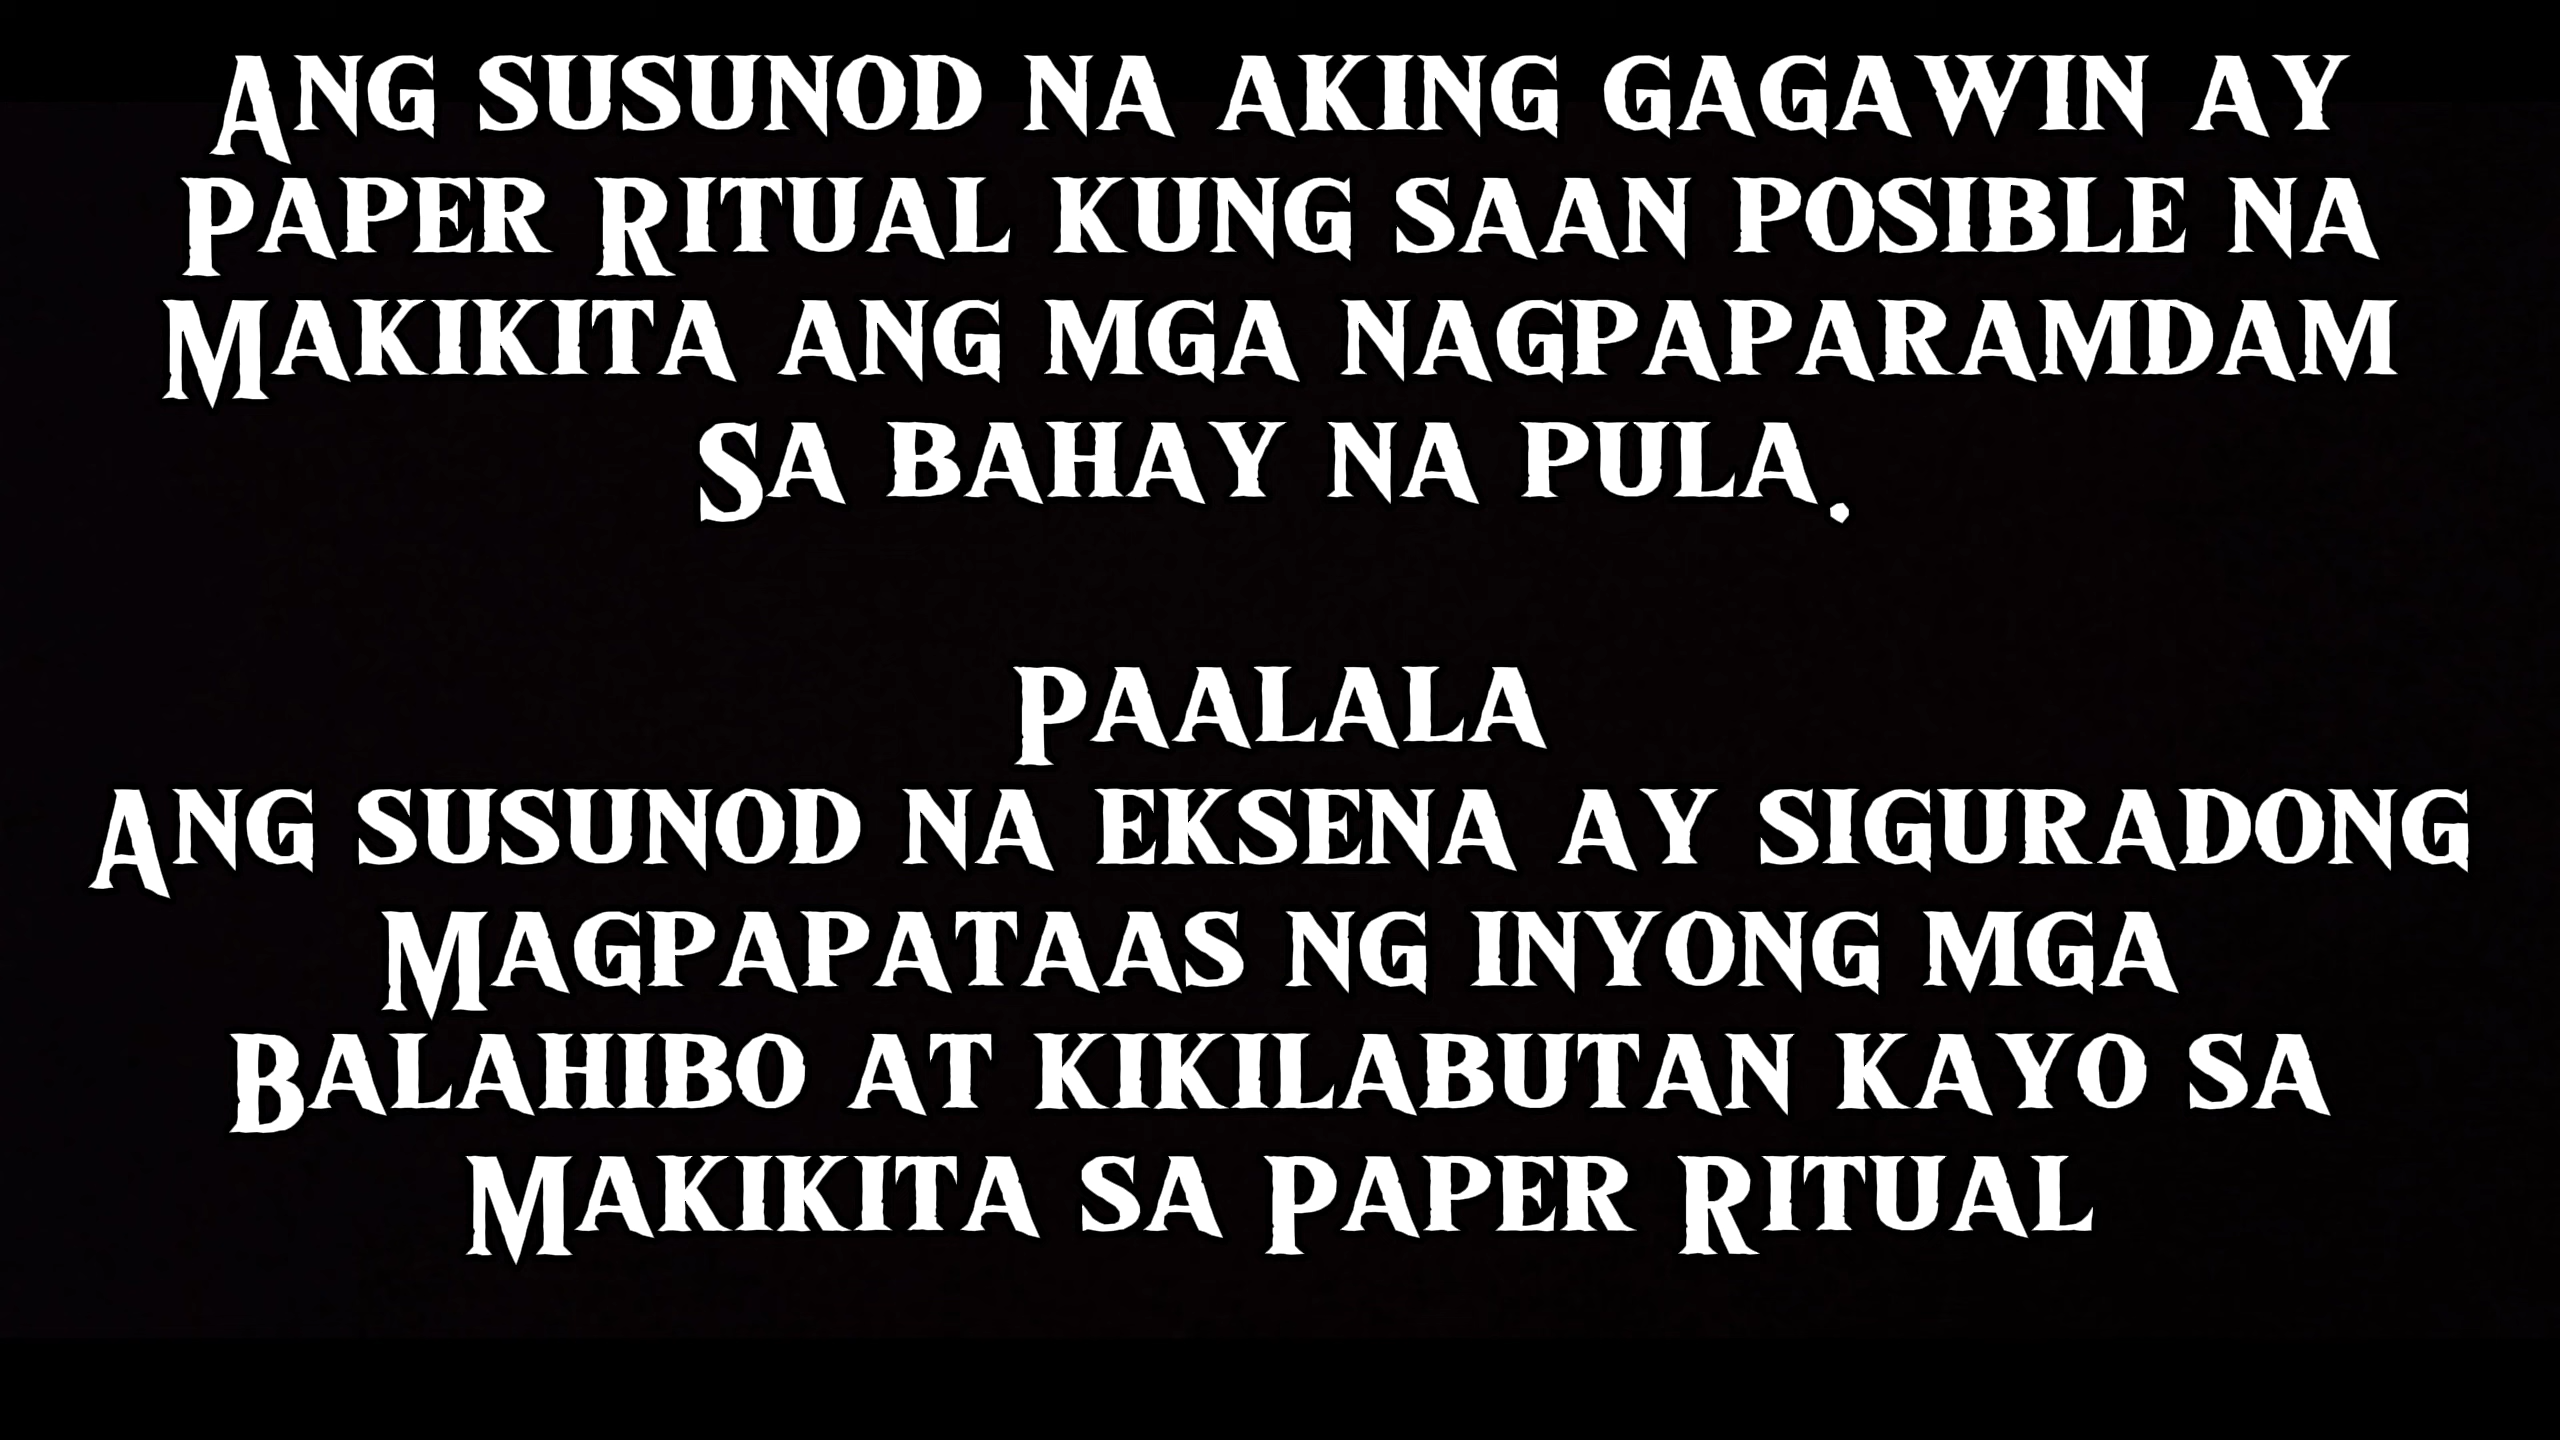 Ang susunod na aking gagawin ay
Paper Ritual kung saan posible na
Makikita ang mga nagpaparamdam
Sa bahay na pula.
Paalala
Ang susunod na eksena ay siguradong
Magpapataas ng inyong mga
Balahibo at kikilabutan kayo sa
Makikita sa Paper Ritual